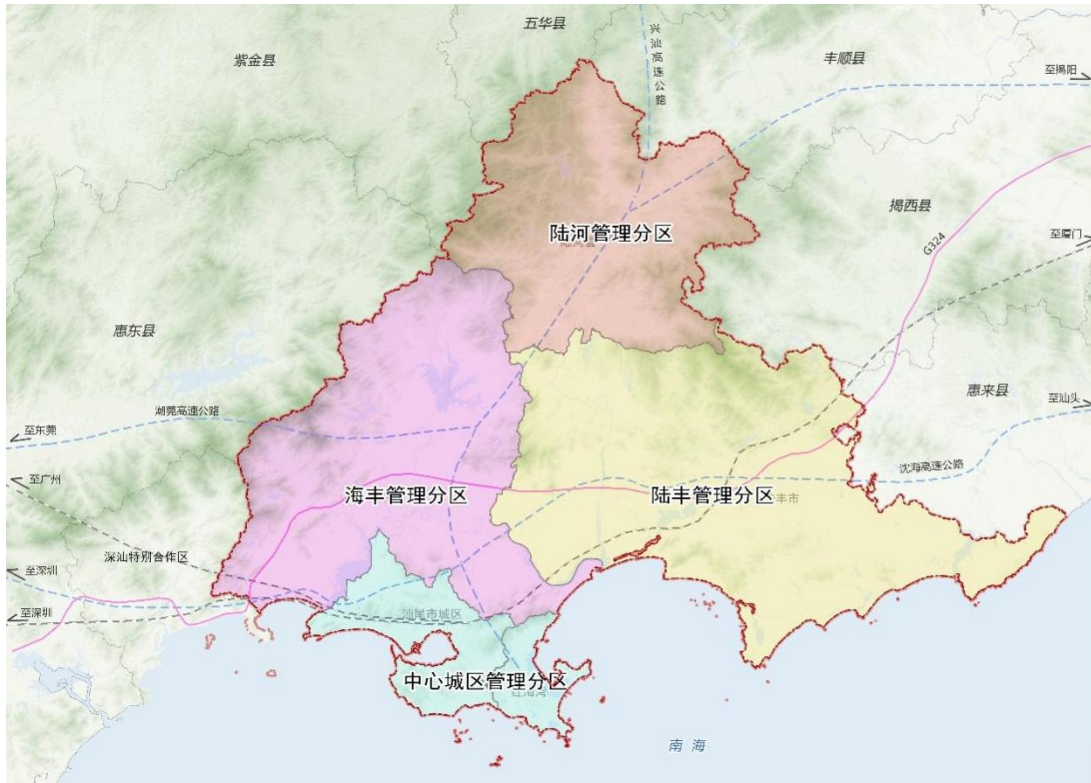 五华县
紫金县
兴汕高速公路
丰顺县
至揭阳
陆河管理分区
揭西县
G324
至厦门
惠东县
惠来县
至汕头
潮莞高速公路
至东莞
沈海高速公路
至广州
海丰管理分区
陆丰管理分区
丰市
深汕特别合作区
至深圳
至深圳
汕尾市城区
中心城区管理分区
红海湾
南海